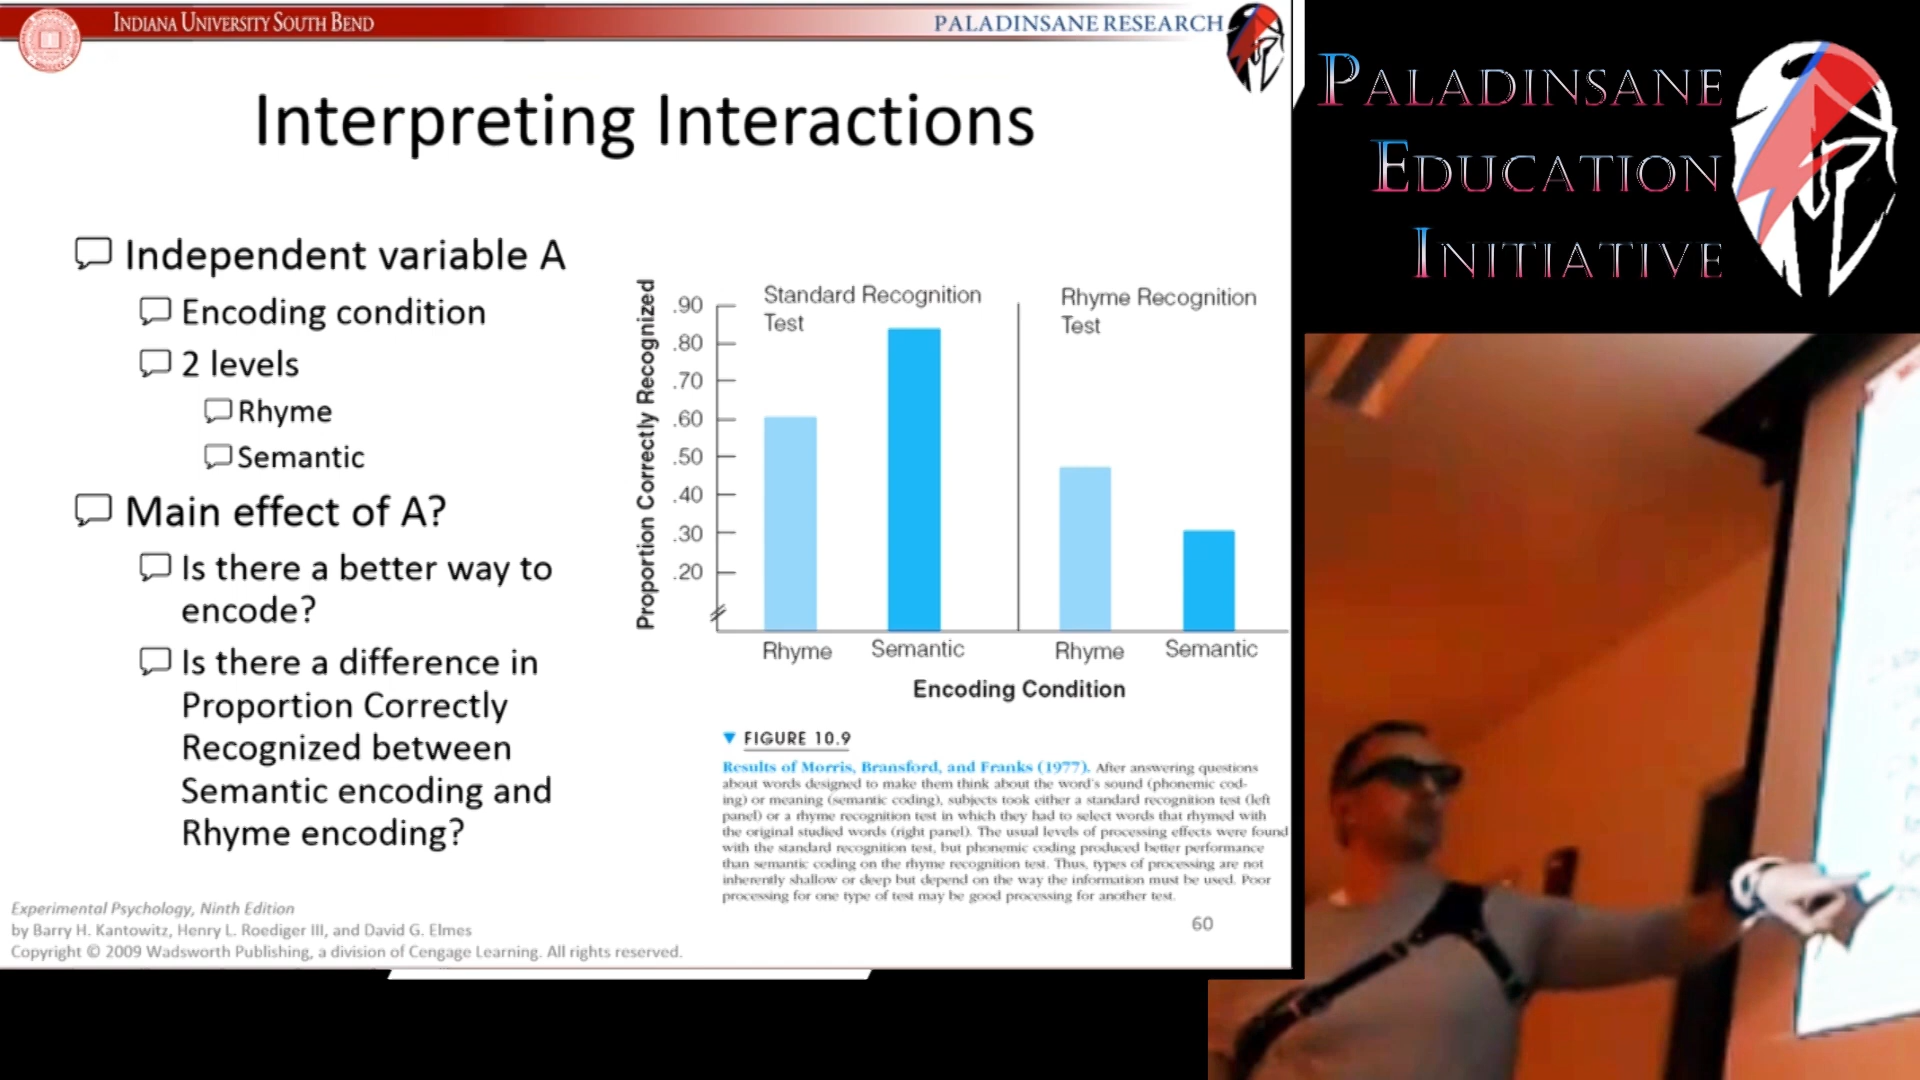 INDIANA UNIVERSITY SOUTH BEND
PALADINSANE RESEARCH
Interpreting Interactions
Independent variable A
Encoding condition
2 levels
Rhyme
Semantic
Main effect of A?
Is there a better way to
encode?
Is there a difference in
Proportion Correctly
Recognized between
Semantic encoding and
Rhyme encoding?
Proportion Correctly Recognized
.90
.80
.70
.60
.50
.40
.30
.20
Standard Recognition
Test
Rhyme Recognition
Test
Rhyme Semantic Rhyme Semantic
Encoding Condition
▼ FIGURE 10.9
Results of Morris, Bransford, and Franks (1977). After answering questions
about words designed to make them think about the word's sound (phonemic cod-
ing) or meaning (semantic coding), subjects took either a standard recognition test (left
panel) or a rhyme recognition test in which they had to select words that rhymed with
the original studied words (right panel). The usual levels of processing effects were found
with the standard recognition test, but phonemic coding produced better performance
than semantic coding on the rhyme recognition test. Thus, types of processing are not
inherently shallow or deep but depend on the way the information must be used. Poor
processing for one type of test may be good processing for another test.
Experimental Psychology, Ninth Edition
by Barry H. Kantowitz, Henry L. Roediger III, and David G. Elmes
Copyright © 2009 Wadsworth Publishing, a division of Cengage Learning. All rights reserved.
60
PALADINSANE
EDUCATION
INITIATIVE